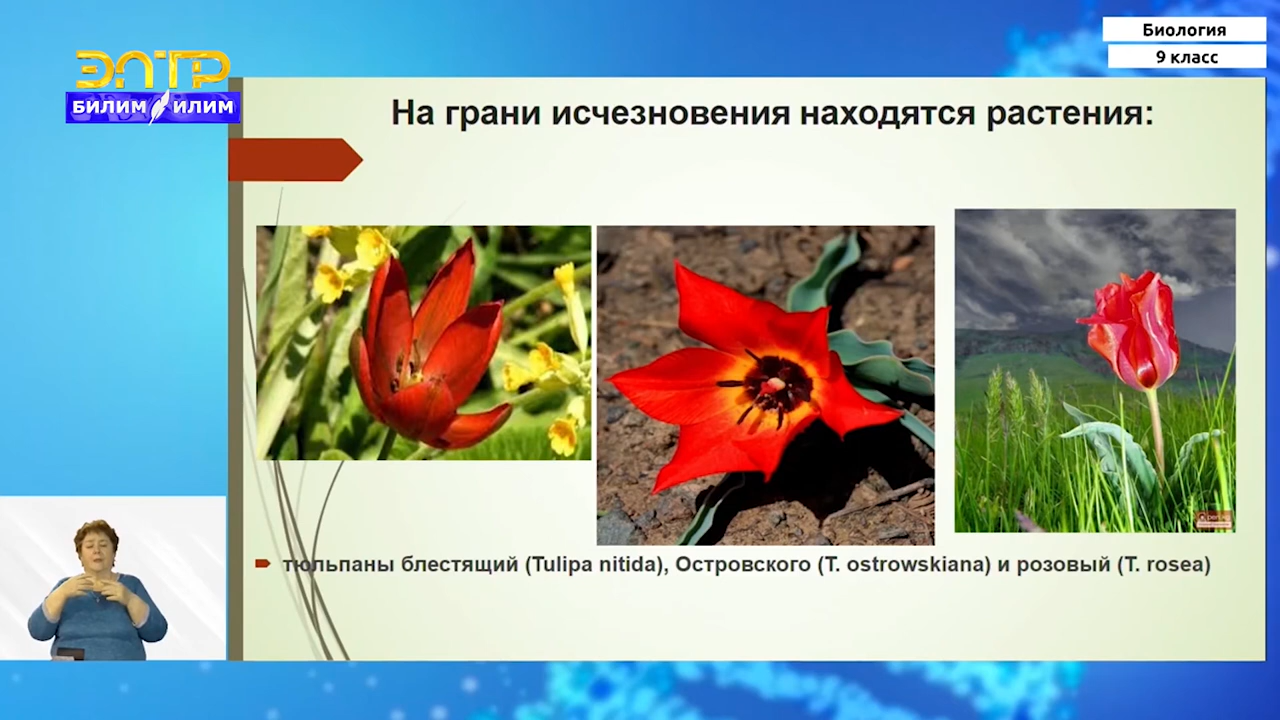 Биология
9 класс
ЭЛТР
БИЛИМ ИЛИМ
На грани исчезновения находятся растения:
тюльпаны блестящий (Tulipa nitida), Островского (T. ostrowskiana) и розовый (T. rosea)